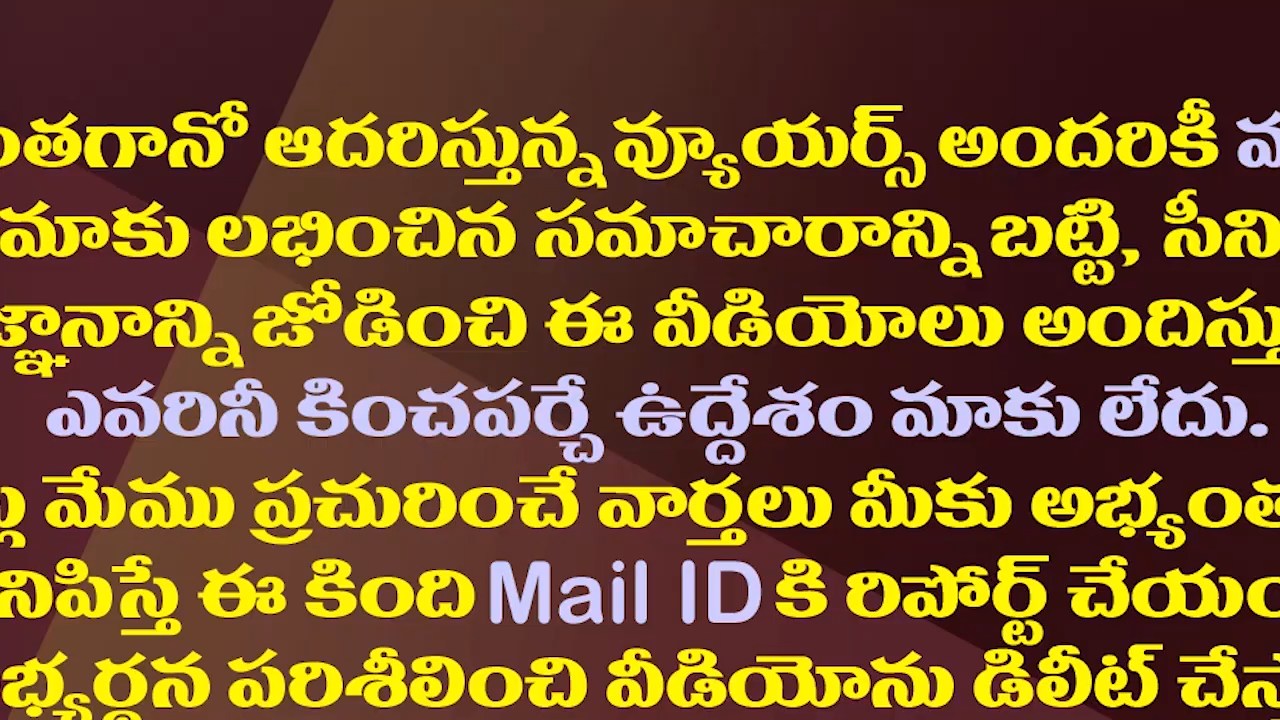 ంతగానో ఆదరిస్తున్న వ్యూయర్స్ అందరికీ
మాకు లభించిన సమాచారాన్ని బట్టి, సీని
జ్ఞానాన్ని జోడించి ఈ వీడియోలు అందిస్తు
ఎవరినీ కించపర్చే ఉద్దేశం మాకు లేదు.
మేము ప్రచురించే వార్తలు మీకు అభ్యంత
నిపిస్తే ఈ కింది Mail ID కి రిపోర్ట్ చేయం
భ్యర్థన పరిశీలించి వీడియోను డిలీట్ చేస